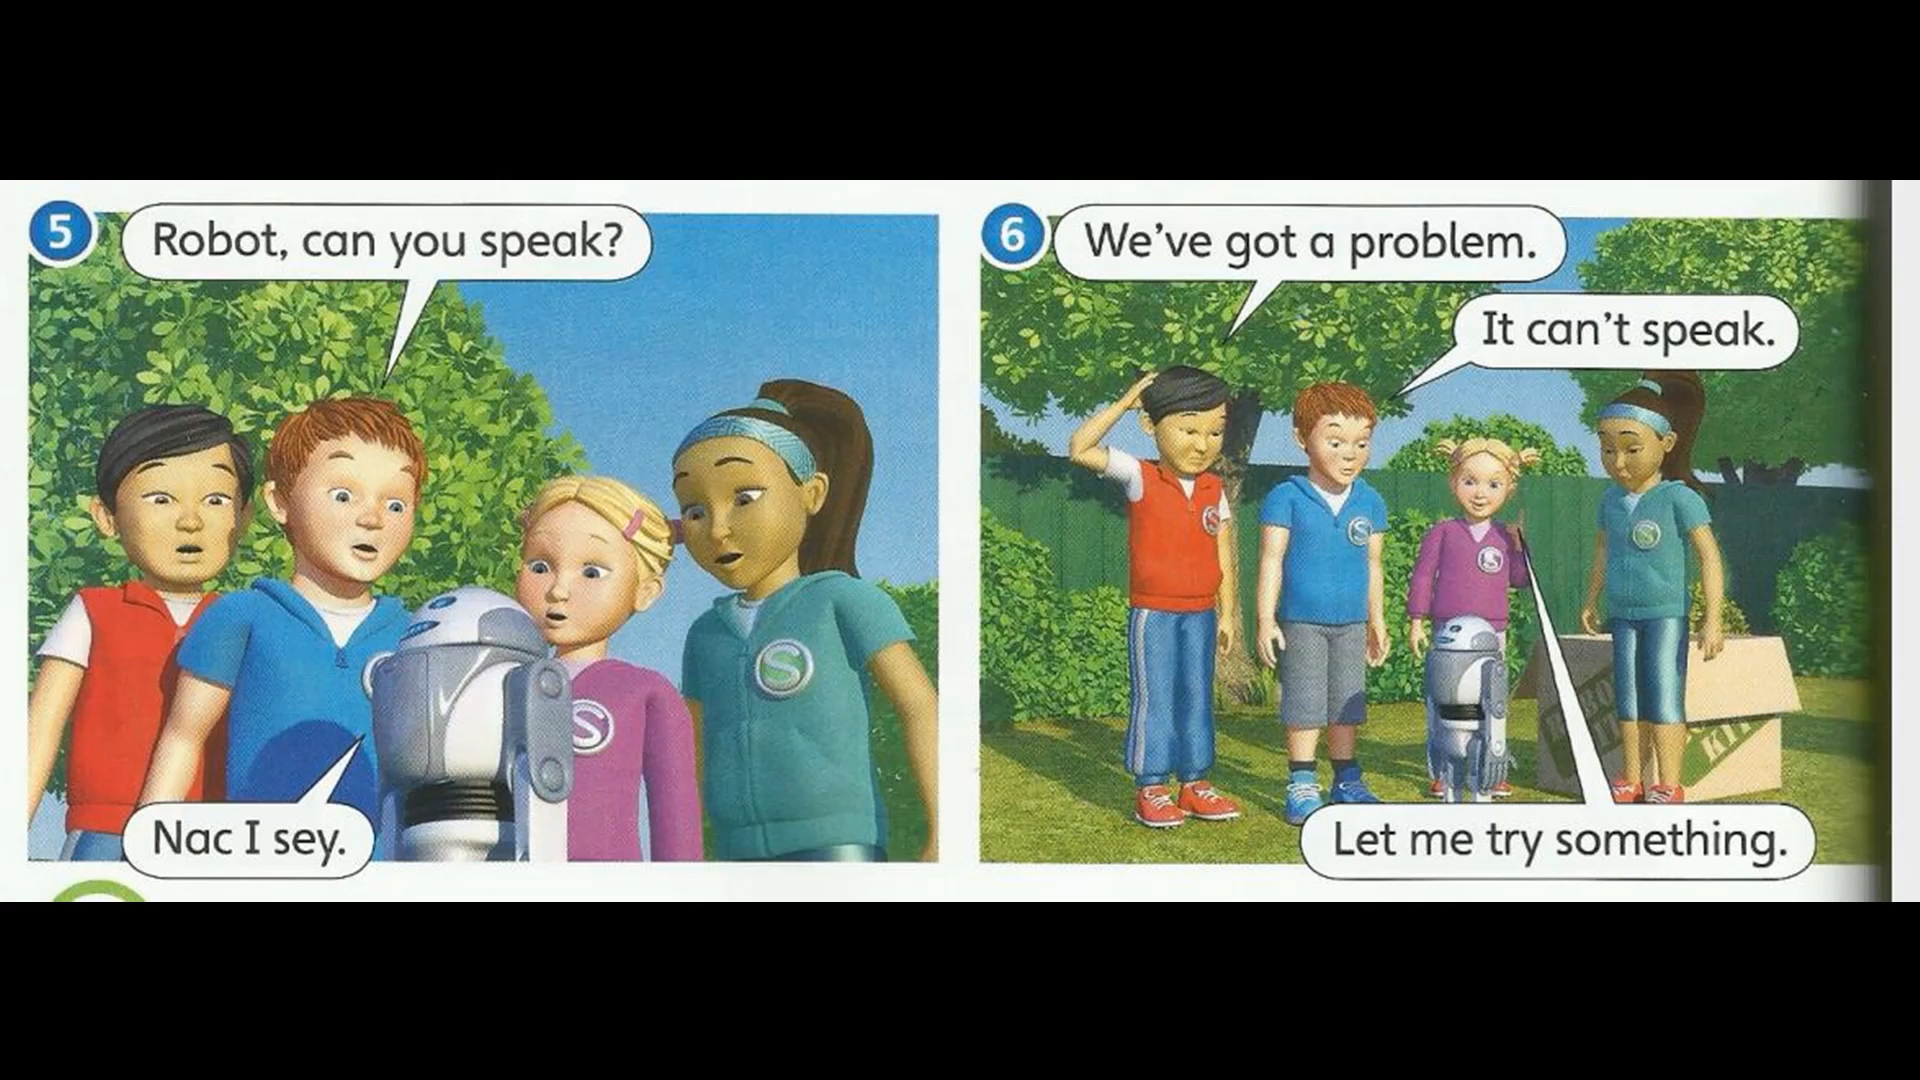 5
Robot, can you speak?
Nac I sey.
6
We've got a problem.
It can't speak.
Let me try something.
S
S
S
S
S
S
KIT